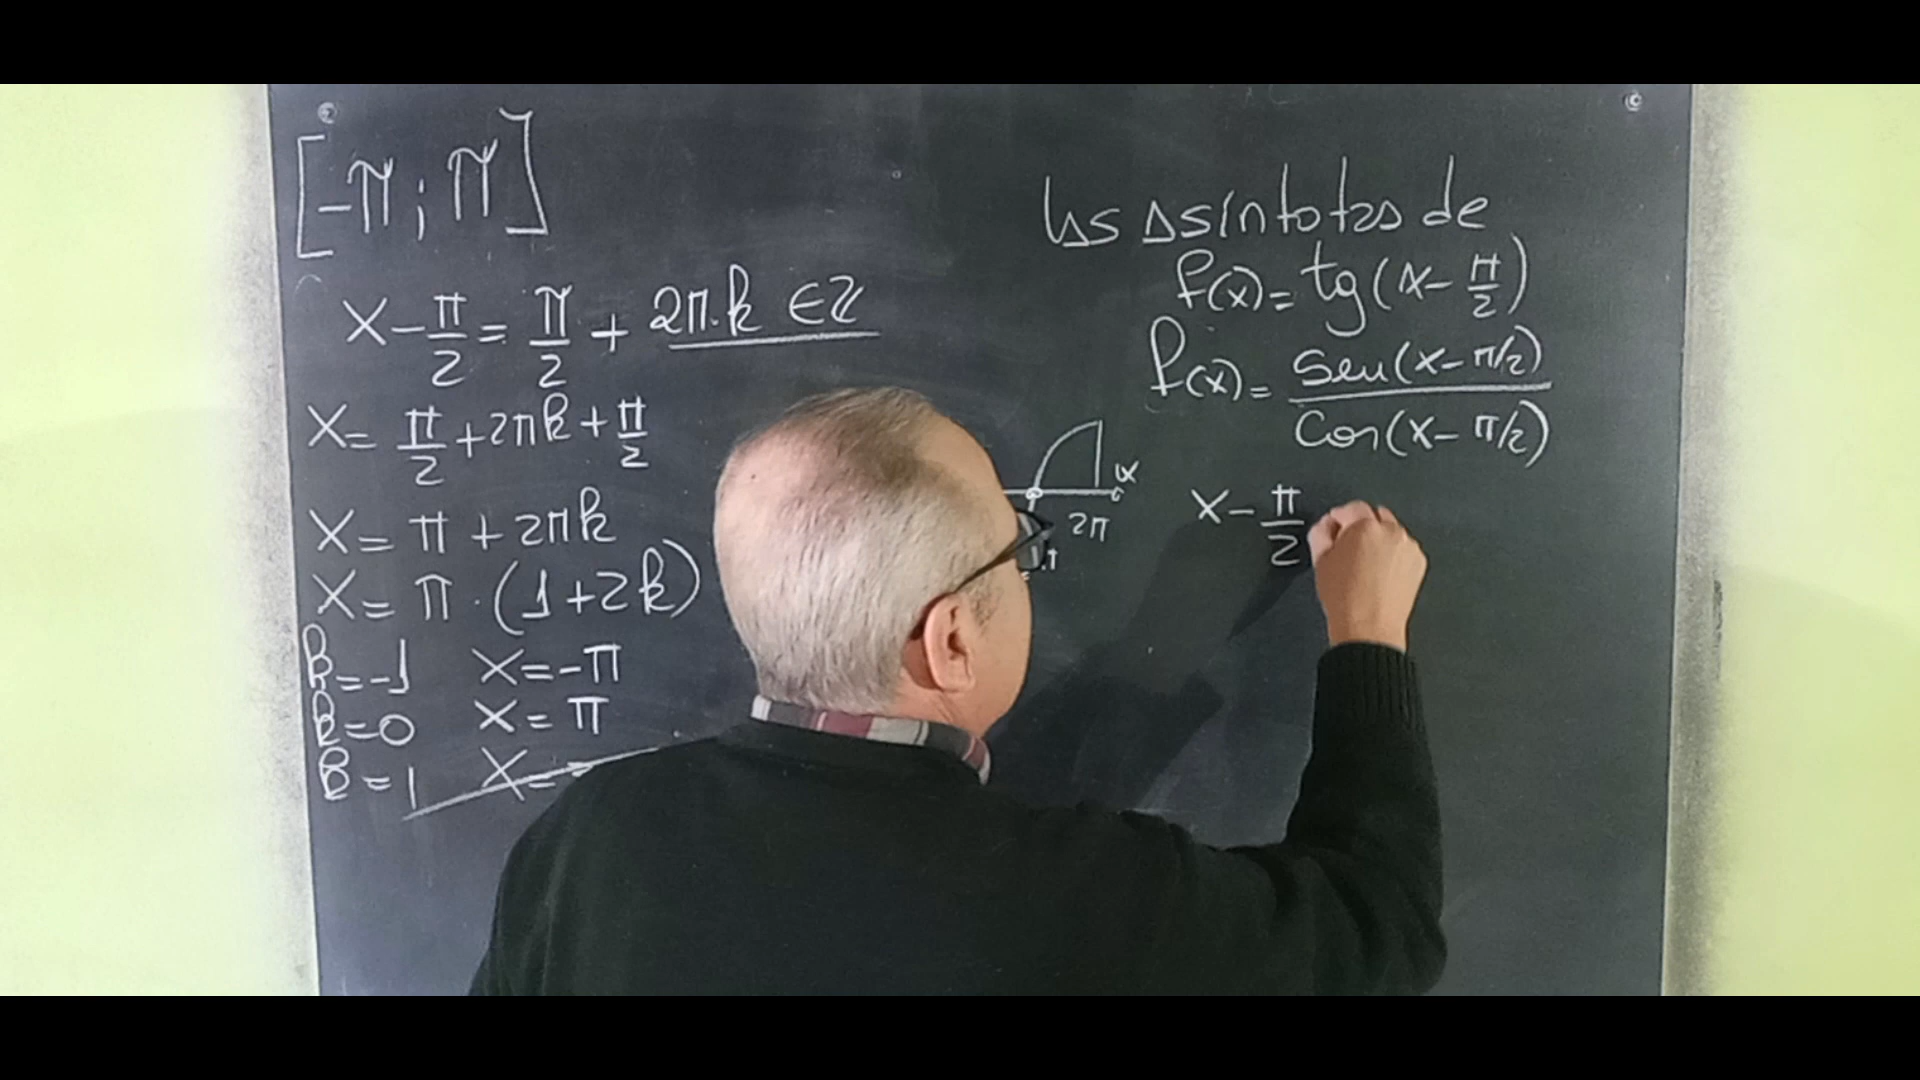 [-π; π]
x - π/2 = π/2 + 2π.k ∈ Z
x = π/2 + 2πk + π/2
x = π + 2πk
x = π · (1+2k)
k=-1 x=-π
k=0 x=π
k=1 x=
x
2π
Las asíntotas de
f(x)= tg(x - π/2)
f(x)= sen(x - π/2) / cos(x - π/2)
x - π/2